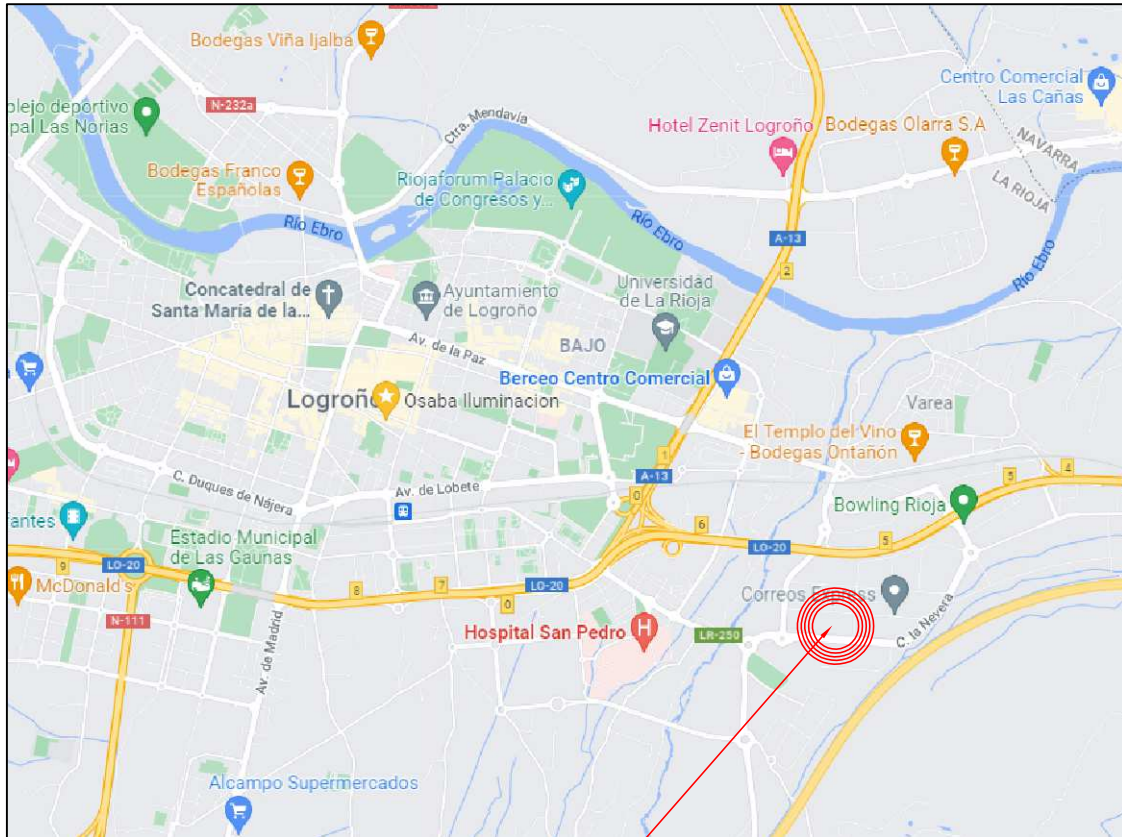 Bodegas Viña Ijalba
N-232a
Centro Comercial
Las Cañas
plejo deportivo
pal Las Norias
Ctra. Mendavia
Hotel Zenit Logroño
Bodegas Olarra S.A
NAVARRA
LA RIOJA
Bodegas Franco
Españolas
Riojaforum Palacio
de Congresos y...
Río Ebro
Río Ebro
A-13
Río Ebro
2
Concatedral de
Santa María de la...
Ayuntamiento
de Logroño
Universidad
de La Rioja
Av. de la Paz
BAJO
Berceo Centro Comercial
Logroño
Osaba Iluminacion
Varea
El Templo del Vino
- Bodegas Ontañón
1
A-13
4
5
C. Duques de Nájera
Av. de Lobete
0
Bowling Rioja
6
antes
Estadio Municipal
de Las Gaunas
LO-20
5
9
LO-20
8
7
LO-20
0
McDonald's
Correos Express
N-111
Hospital San Pedro
LR-250
C. la Nevera
Av. de Madrid
Alcampo Supermercados